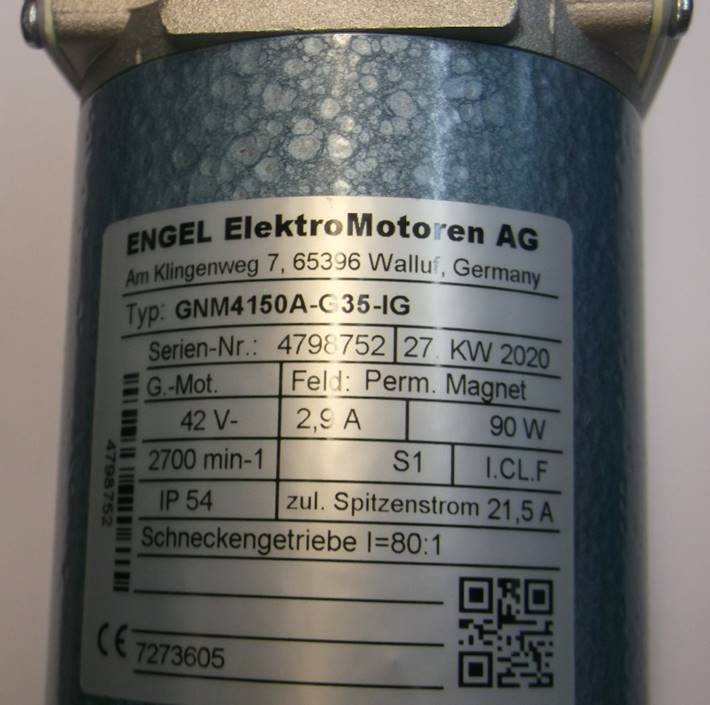 ENGEL ElektroMotoren AG
Am Klingenweg 7, 65396 Walluf, Germany
Typ: GNM4150A-G35-IG
Serien-Nr.: 4798752 27. KW 2020
G.-Mot. Feld: Perm. Magnet
42 V- 2,9 A 90 W
2700 min-1 S1 I.CL.F
IP 54 zul. Spitzenstrom 21,5 A
Schneckengetriebe I=80:1
4798752
CE 7273605